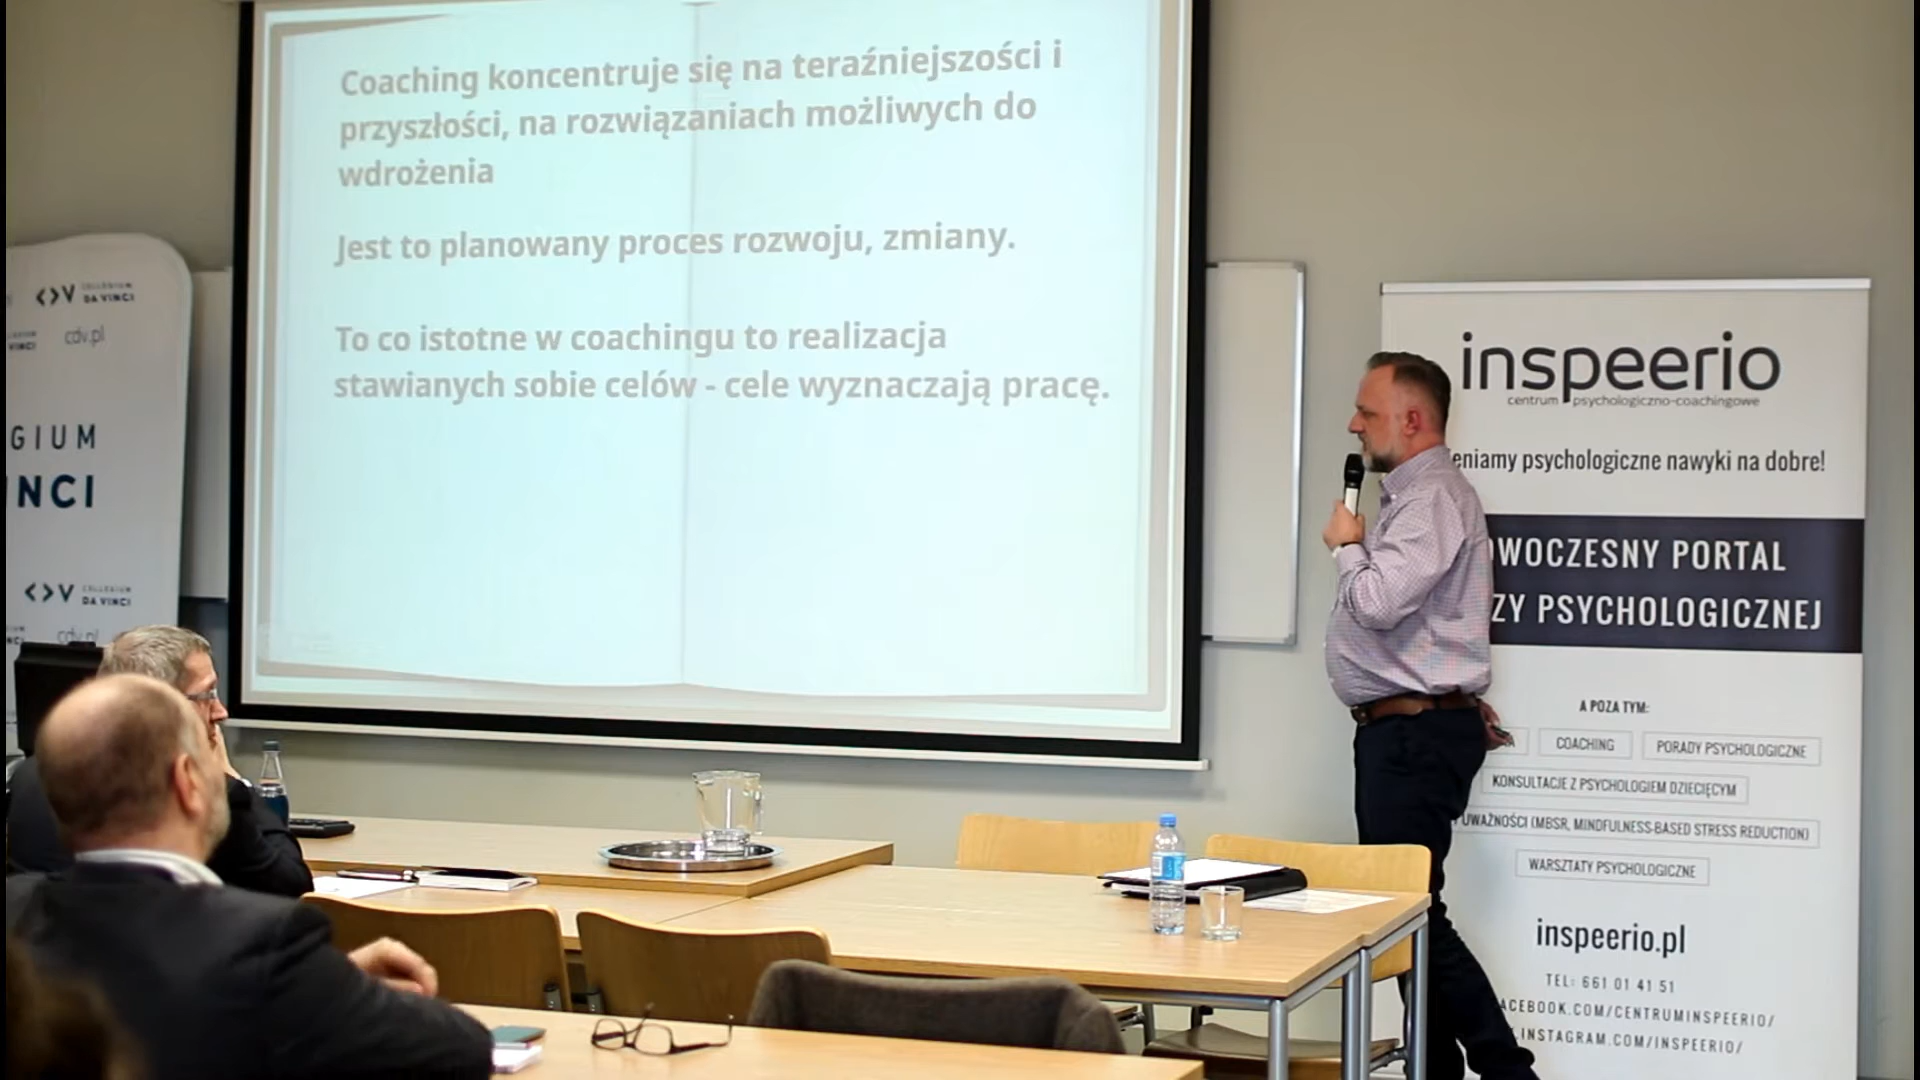 Coaching koncentruje się na teraźniejszości i
przyszłości, na rozwiązaniach możliwych do
wdrożenia
Jest to planowany proces rozwoju, zmiany.
To co istotne w coachingu to realizacja
stawianych sobie celów - cele wyznaczają pracę.
COLLEGIUM
DA VINCI
cdv.pl
GIUM
INCI
COLLEGIUM
DA VINCI
cdv.pl
inspeerio
centrum psychologiczno-coachingowe
eniamy psychologiczne nawyki na dobre!
WOCZESNY PORTAL
ZY PSYCHOLOGICZNEJ
A POZA TYM:
A COACHING PORADY PSYCHOLOGICZNE
KONSULTACJE Z PSYCHOLOGIEM DZIECIĘCYM
UWAŻNOŚCI (MBSR, MINDFULNESS-BASED STRESS REDUCTION)
WARSZTATY PSYCHOLOGICZNE
inspeerio.pl
TEL: 661 01 41 51
ACEBOOK.COM/CENTRUMINSPEERIO/
.INSTAGRAM.COM/INSPEERIO/